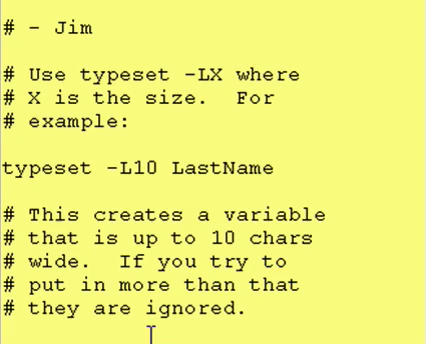 # - Jim
# Use typeset -LX where
# X is the size.  For
# example:
typeset -L10 LastName
# This creates a variable
# that is up to 10 chars
# wide.  If you try to
# put in more than that
# they are ignored.